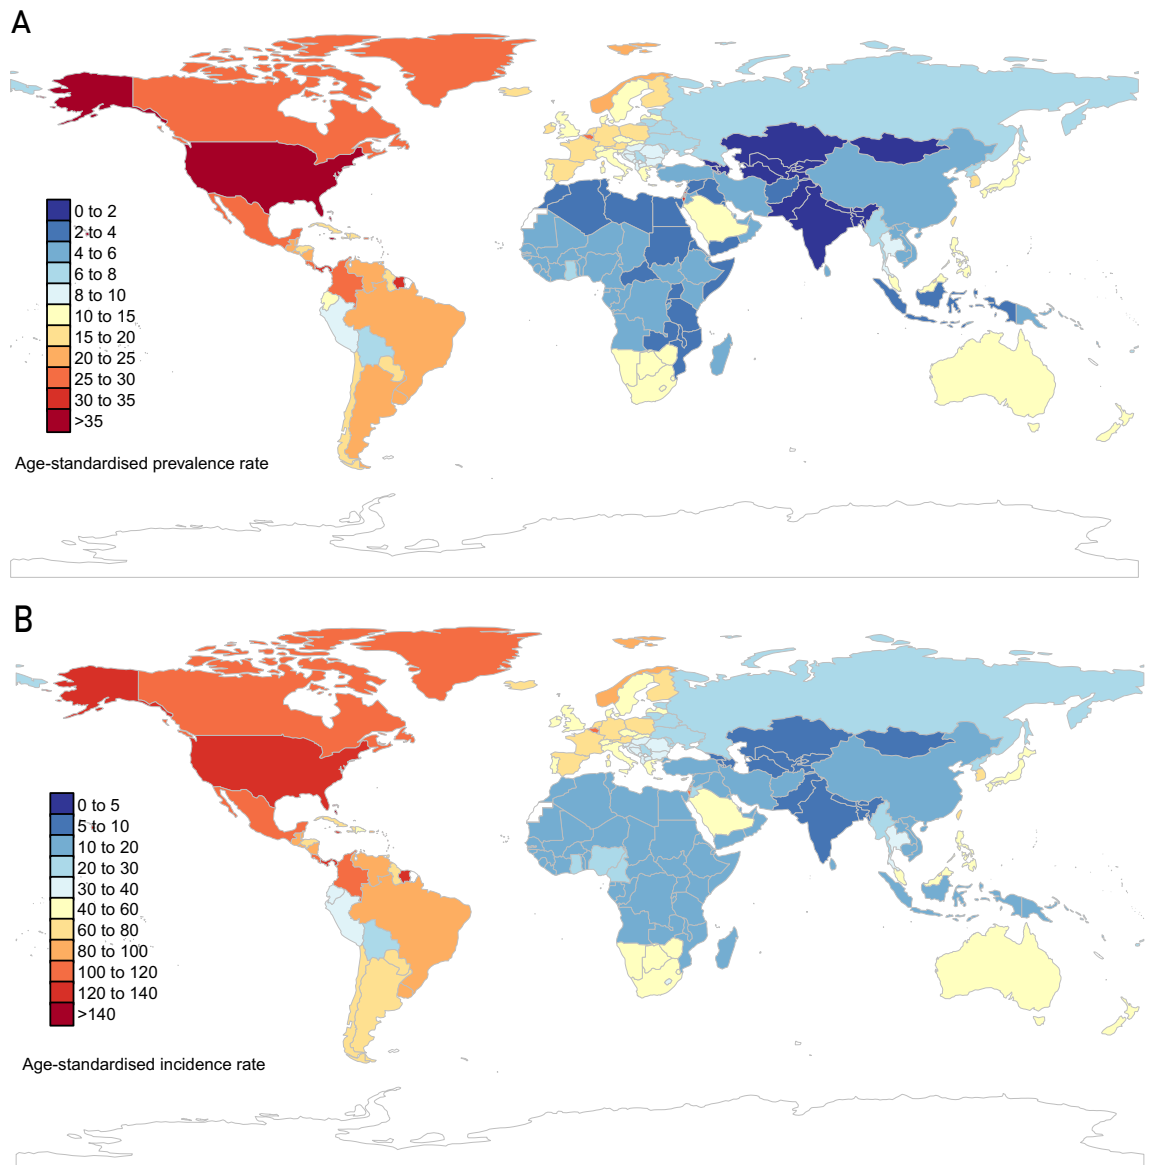 A
0 to 2
2 to 4
4 to 6
6 to 8
8 to 10
10 to 15
15 to 20
20 to 25
25 to 30
30 to 35
>35
Age-standardised prevalence rate
B
0 to 5
5 to 10
10 to 20
20 to 30
30 to 40
40 to 60
60 to 80
80 to 100
100 to 120
120 to 140
>140
Age-standardised incidence rate